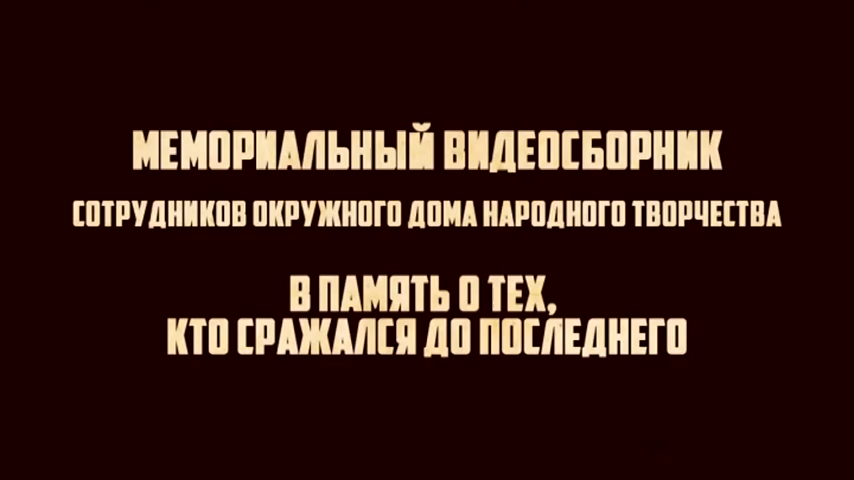 МЕМОРИАЛЬНЫЙ ВИДЕОСБОРНИК
СОТРУДНИКОВ ОКРУЖНОГО ДОМА НАРОДНОГО ТВОРЧЕСТВА
В ПАМЯТЬ О ТЕХ,
КТО СРАЖАЛСЯ ДО ПОСЛЕДНЕГО